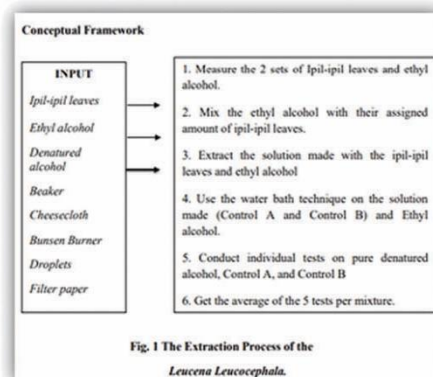 Conceptual Framework
INPUT
Ipil-ipil leaves
Ethyl alcohol
Denatured
alcohol
Beaker
Cheesecloth
Bunsen Burner
Droplets
Filter paper
1. Measure the 2 sets of Ipil-ipil leaves and ethyl
alcohol.
2. Mix the ethyl alcohol with their assigned
amount of ipil-ipil leaves.
3. Extract the solution made with the ipil-ipil
leaves and ethyl alcohol
4. Use the water bath technique on the solution
made (Control A and Control B) and Ethyl
alcohol.
5. Conduct individual tests on pure denatured
alcohol, Control A, and Control B
6. Get the average of the 5 tests per mixture.
Fig. 1 The Extraction Process of the
Leucena Leucocephala.